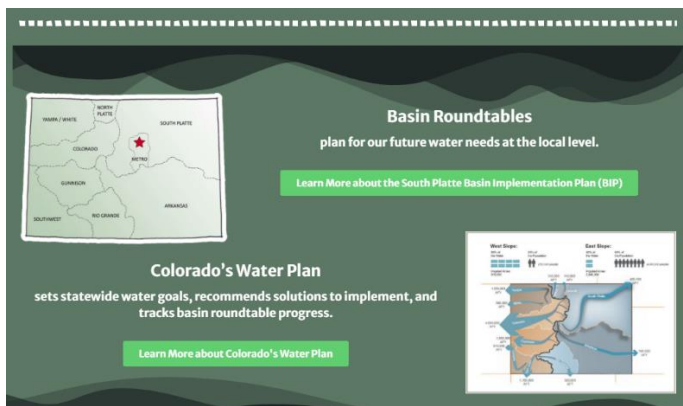 Basin Roundtables
plan for our future water needs at the local level.
Learn More about the South Platte Basin Implementation Plan (BIP)
NORTH
PLATTE
YAMPA / WHITE
SOUTH PLATTE
COLORADO
METRO
GUNNISON
ARKANSAS
SOUTHWEST
RIO GRANDE
Colorado's Water Plan
sets statewide water goals, recommends solutions to implement, and
tracks basin roundtable progress.
Learn More about Colorado's Water Plan
West Slope:
East Slope: